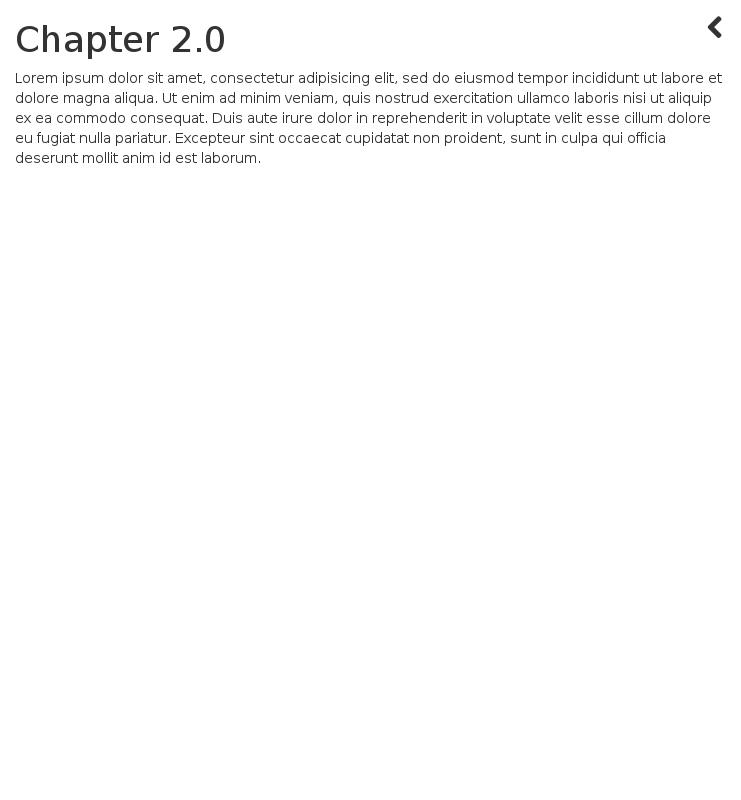 Chapter 2.0
Lorem ipsum dolor sit amet, consectetur adipisicing elit, sed do eiusmod tempor incididunt ut labore et
dolore magna aliqua. Ut enim ad minim veniam, quis nostrud exercitation ullamco laboris nisi ut aliquip
ex ea commodo consequat. Duis aute irure dolor in reprehenderit in voluptate velit esse cillum dolore
eu fugiat nulla pariatur. Excepteur sint occaecat cupidatat non proident, sunt in culpa qui officia
deserunt mollit anim id est laborum.